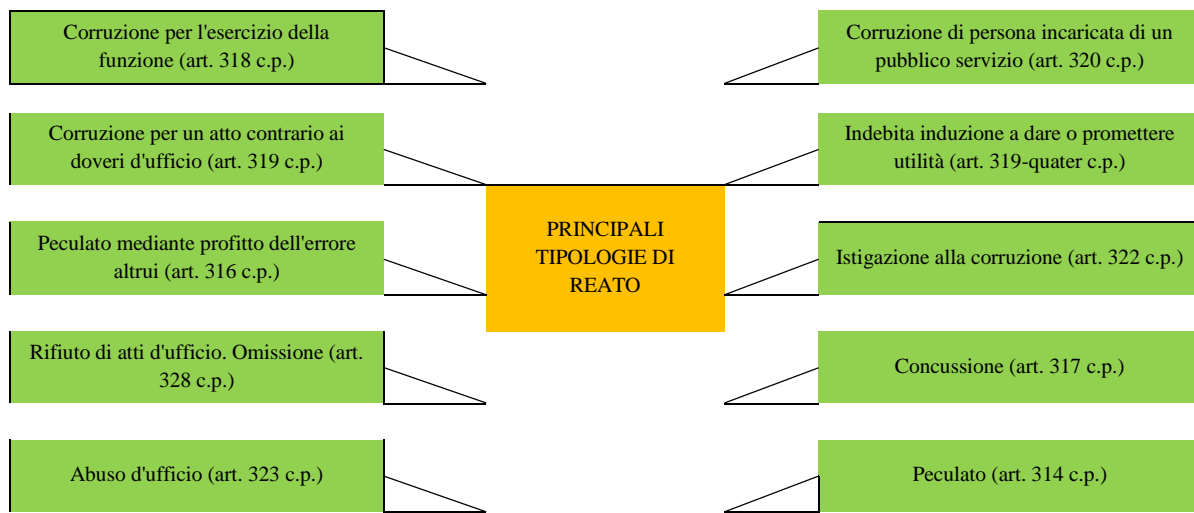 Corruzione per l'esercizio della
funzione (art. 318 c.p.)
Corruzione di persona incaricata di un
pubblico servizio (art. 320 c.p.)
Corruzione per un atto contrario ai
doveri d'ufficio (art. 319 c.p.)
Indebita induzione a dare o promettere
utilità (art. 319-quater c.p.)
PRINCIPALI
TIPOLOGIE DI
REATO
Peculato mediante profitto dell'errore
altrui (art. 316 c.p.)
Istigazione alla corruzione (art. 322 c.p.)
Rifiuto di atti d'ufficio. Omissione (art.
328 c.p.)
Concussione (art. 317 c.p.)
Abuso d'ufficio (art. 323 c.p.)
Peculato (art. 314 c.p.)